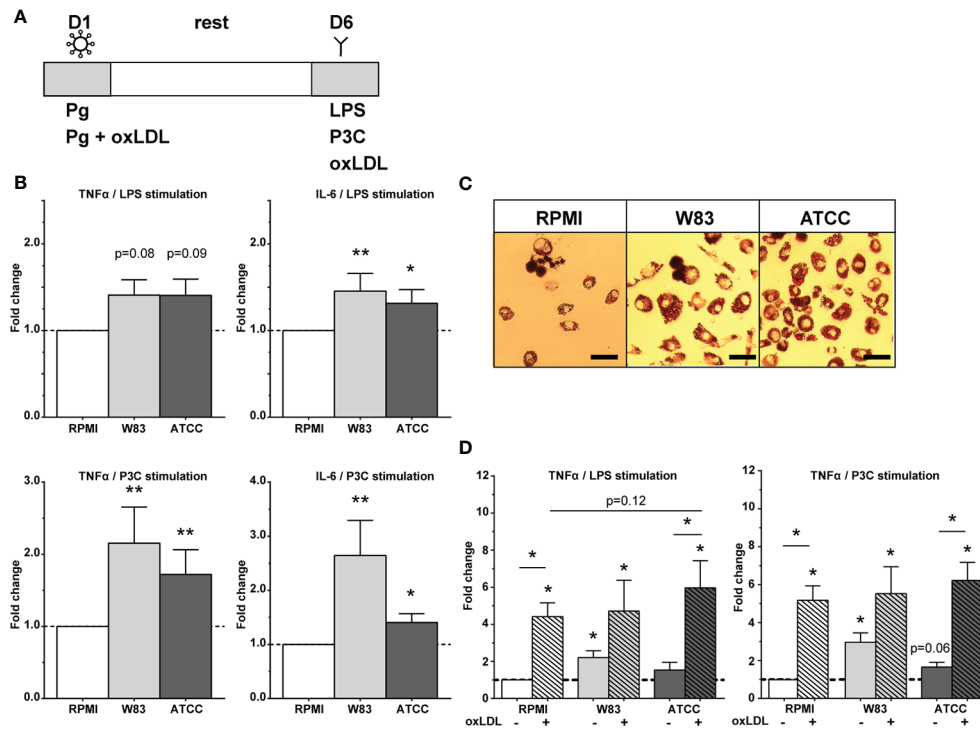 A
D1 rest D6
Pg LPS
Pg + oxLDL P3C
oxLDL
B
TNFα / LPS stimulation
Fold change
2.0
1.0
0.0
p=0.08 p=0.09
RPMI W83 ATCC
IL-6 / LPS stimulation
Fold change
2.0
1.0
0.0
** *
RPMI W83 ATCC
C
RPMI W83 ATCC
TNFα / P3C stimulation
Fold change
3.0
2.0
1.0
0.0
** **
RPMI W83 ATCC
IL-6 / P3C stimulation
Fold change
4.0
3.0
2.0
1.0
0.0
** *
RPMI W83 ATCC
D
TNFα / LPS stimulation
Fold change
12
10
8
6
4
2
0
p=0.12
* * * * * *
RPMI W83 ATCC
oxLDL - + - + - +
TNFα / P3C stimulation
Fold change
12
10
8
6
4
2
0
* * * * * *
p=0.06
RPMI W83 ATCC
oxLDL - + - + - +